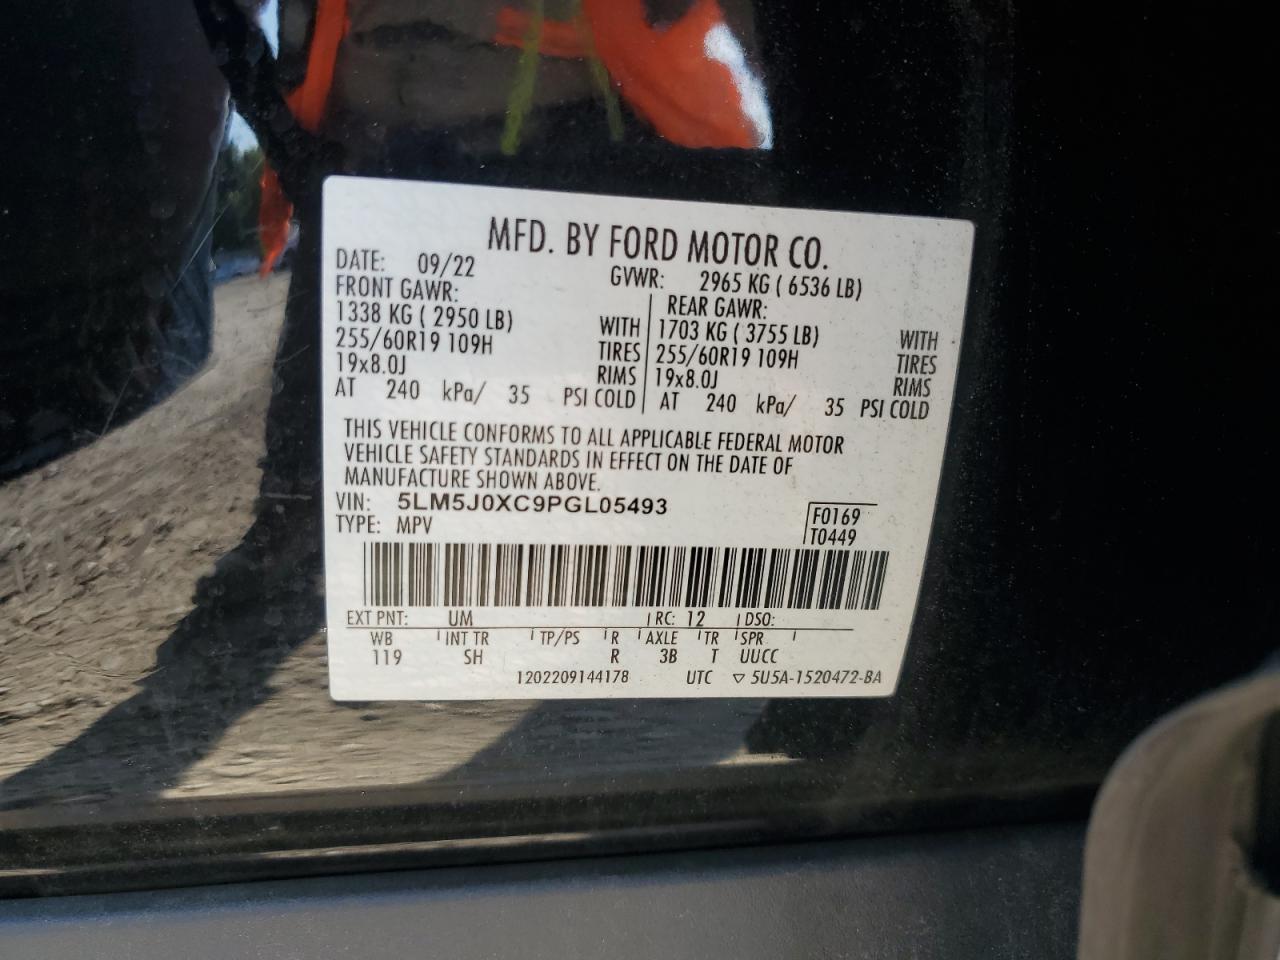 MFD. BY FORD MOTOR CO.
DATE: 09/22 GVWR: 2965 KG ( 6536 LB)
FRONT GAWR: REAR GAWR:
1338 KG ( 2950 LB) WITH 1703 KG ( 3755 LB) WITH
255/60R19 109H TIRES 255/60R19 109H TIRES
19x8.0J RIMS 19x8.0J RIMS
AT 240 kPa/ 35 PSI COLD AT 240 kPa/ 35 PSI COLD
THIS VEHICLE CONFORMS TO ALL APPLICABLE FEDERAL MOTOR
VEHICLE SAFETY STANDARDS IN EFFECT ON THE DATE OF
MANUFACTURE SHOWN ABOVE.
VIN: 5LM5J0XC9PGL05493 F0169
TYPE: MPV T0449
EXT PNT: UM RC: 12 DSO:
WB INT TR TP/PS R AXLE TR SPR
119 SH R 3B T UUCC
1202209144178 UTC ▽ 5U5A-1520472-BA